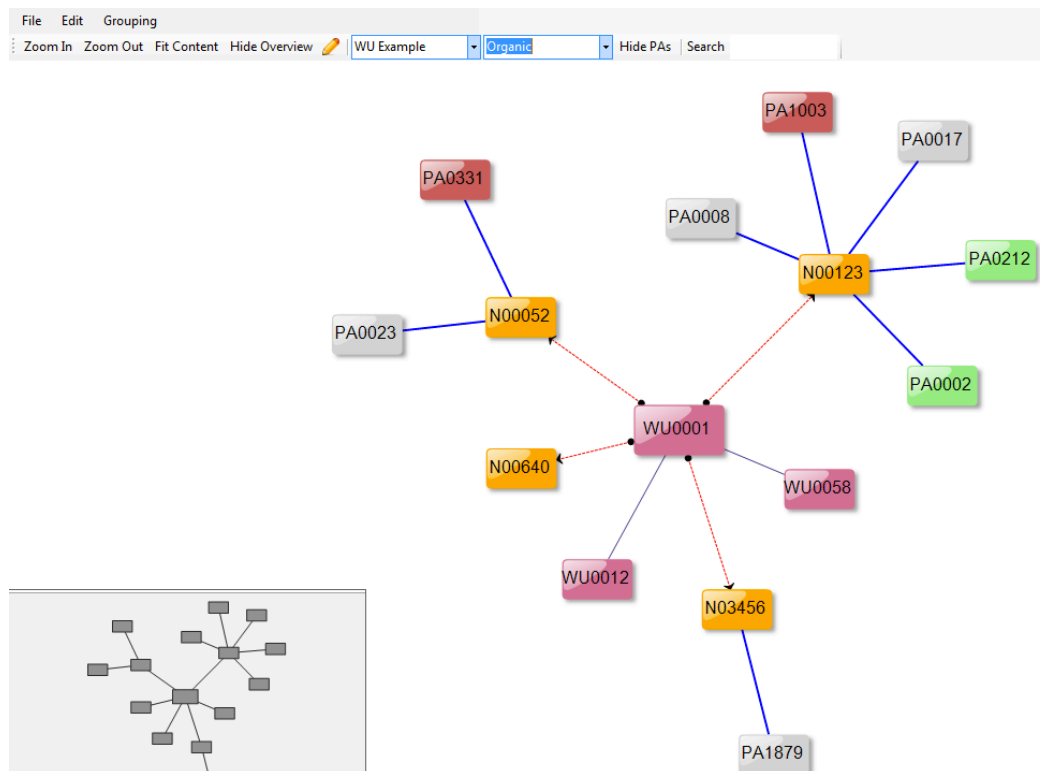 File Edit Grouping
Zoom In Zoom Out Fit Content Hide Overview WU Example Organic Hide PAs Search
PA1003
PA0017
PA0331
PA0008
PA0212
N00123
N00052
PA0023
PA0002
WU0001
N00640
WU0058
WU0012
N03456
PA1879